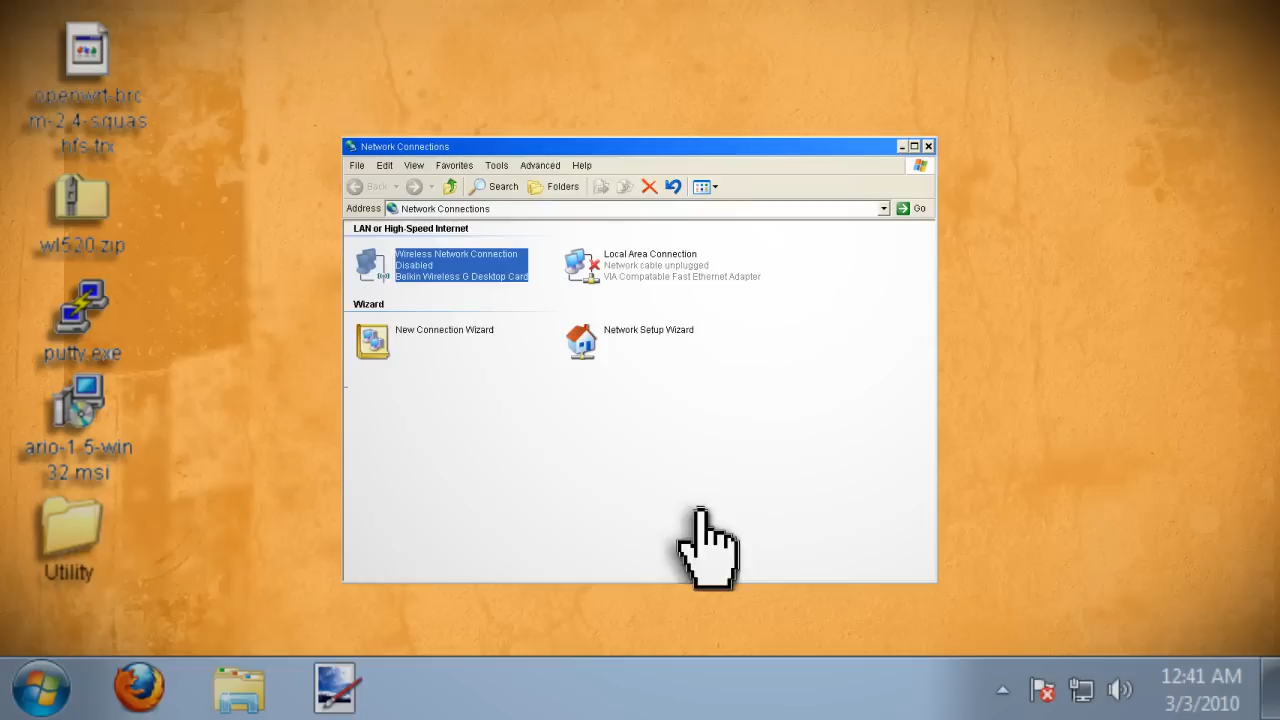 openwrt-brc
m-2,4-squas
hfs.trx
wl520.zip
putty.exe
ario-1 5-win
32 msi
Utility
Network Connections
File Edit View Favorites Tools Advanced Help
Back Search Folders
Address Network Connections Go
LAN or High-Speed Internet
Wireless Network Connection
Disabled
Belkin Wireless G Desktop Card
Local Area Connection
Network cable unplugged
VIA Compatable Fast Ethernet Adapter
Wizard
New Connection Wizard
Network Setup Wizard
12:41 AM
3/3/2010